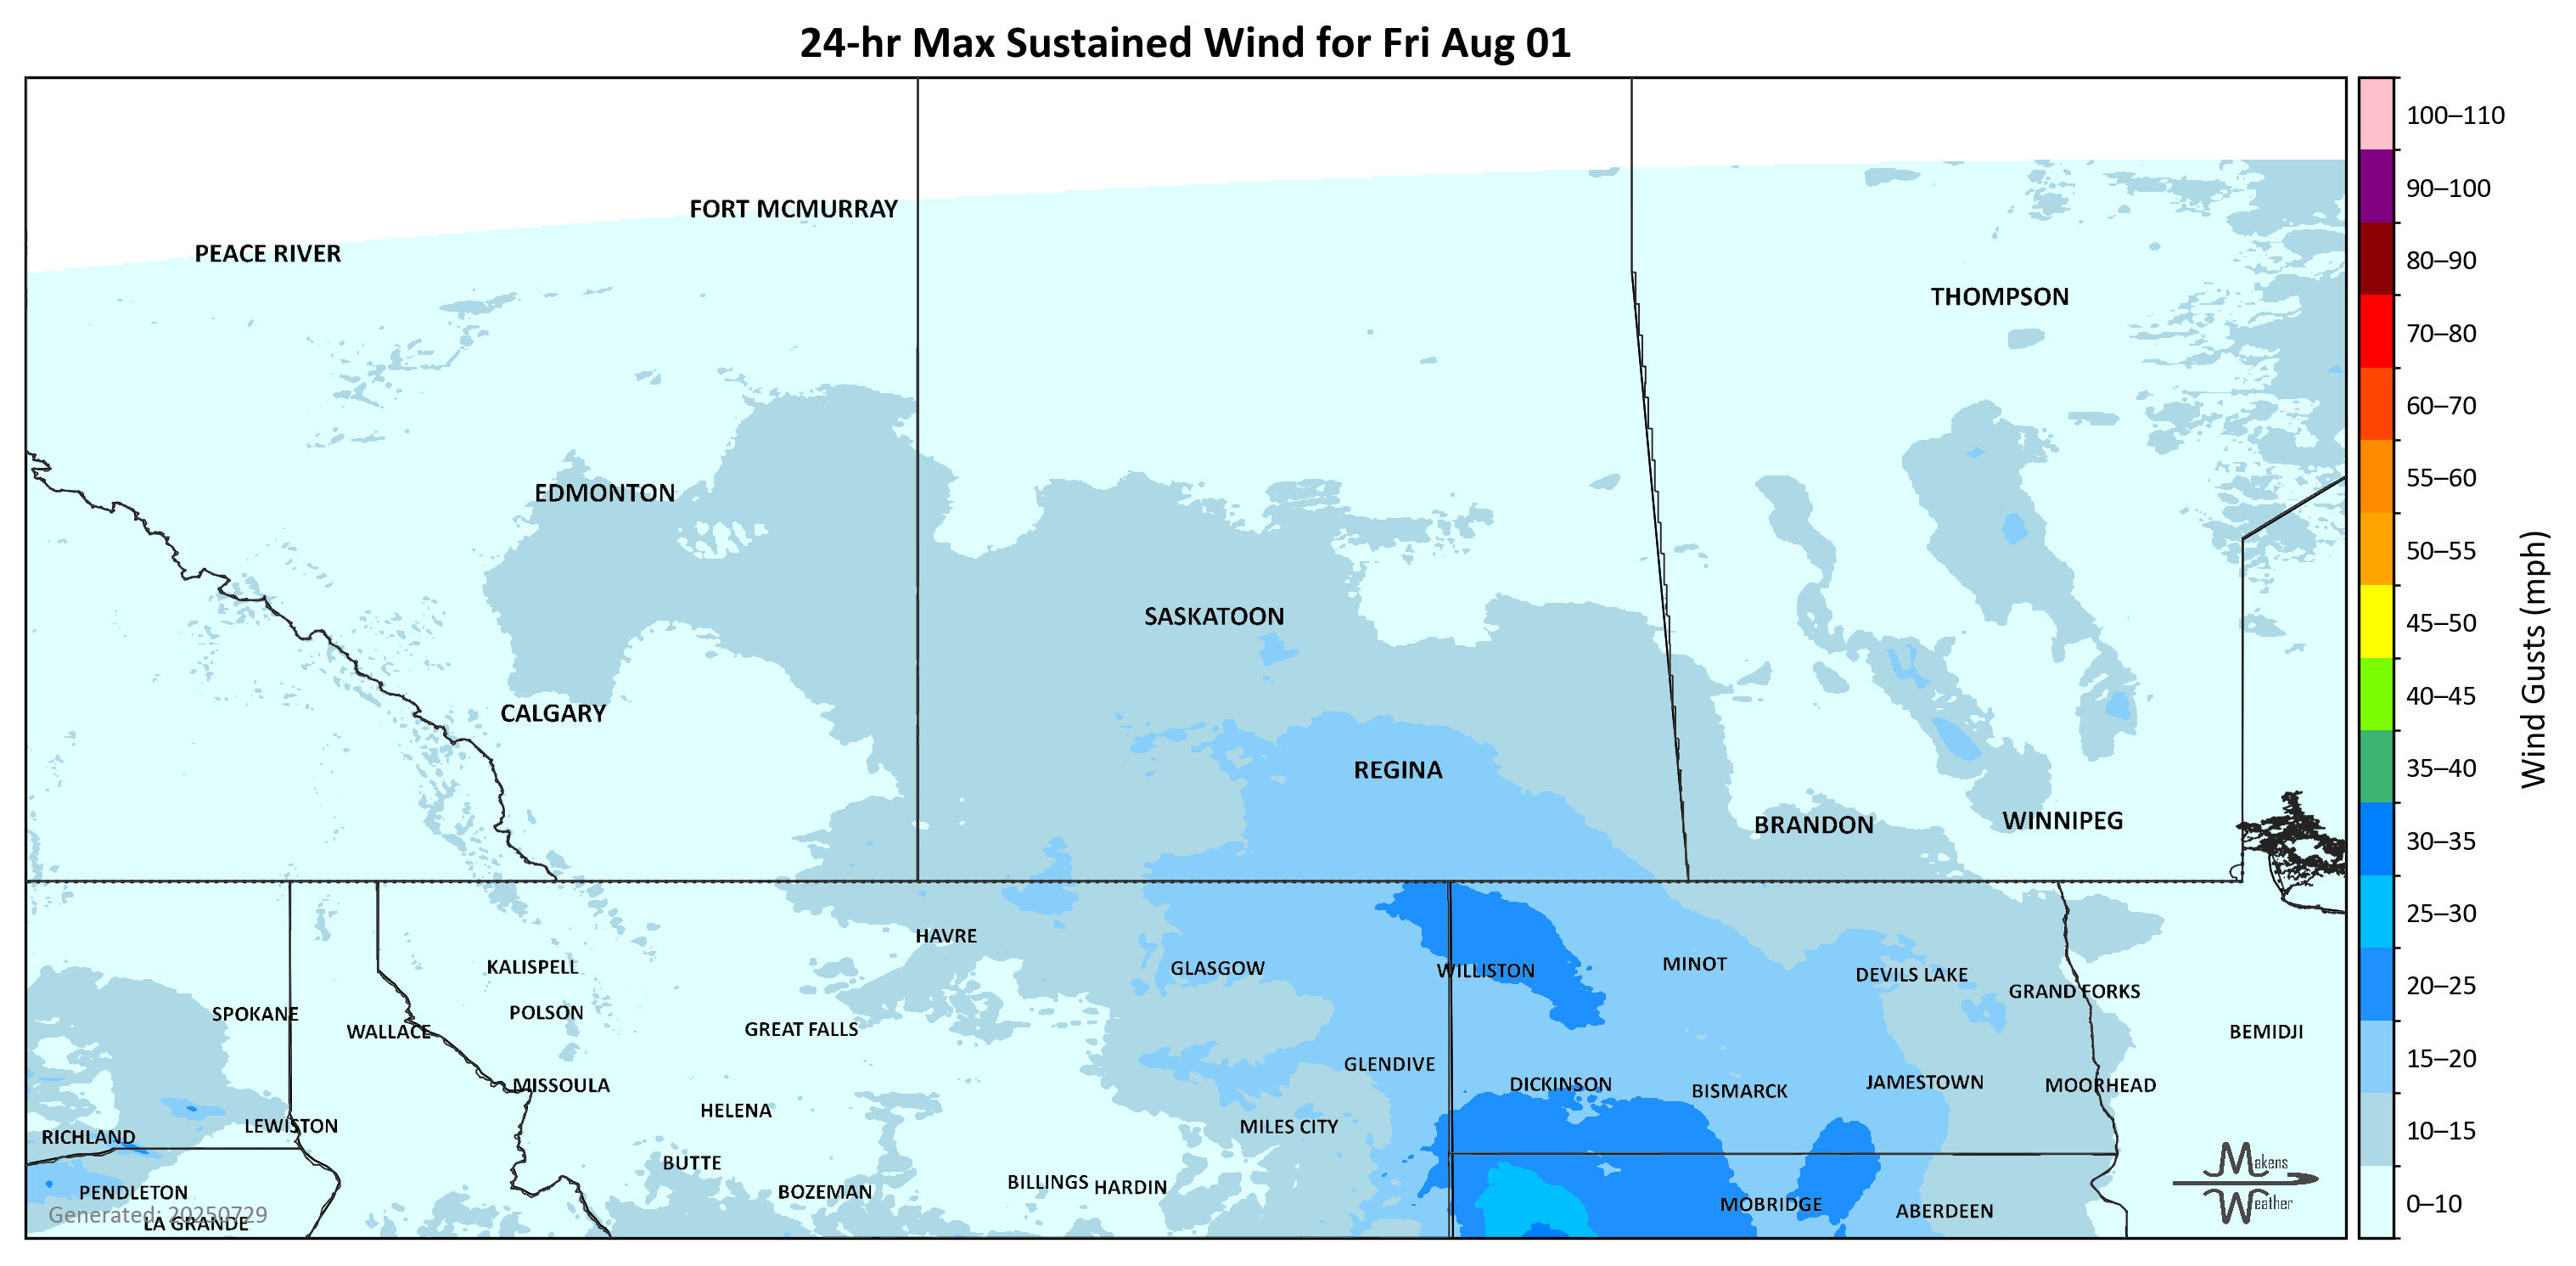 24-hr Max Sustained Wind for Fri Aug 01
100–110
90–100
80–90
70–80
60–70
55–60
50–55
45–50
40–45
35–40
30–35
25–30
20–25
15–20
10–15
0–10
Wind Gusts (mph)
FORT MCMURRAY
PEACE RIVER
THOMPSON
EDMONTON
SASKATOON
CALGARY
REGINA
BRANDON
WINNIPEG
HAVRE
KALISPELL
GLASGOW
WILLISTON
MINOT
DEVILS LAKE
GRAND FORKS
SPOKANE
POLSON
WALLACE
GREAT FALLS
BEMIDJI
GLENDIVE
MISSOULA
DICKINSON
BISMARCK
JAMESTOWN
MOORHEAD
HELENA
LEWISTON
MILES CITY
RICHLAND
BUTTE
BILLINGS
HARDIN
PENDLETON
BOZEMAN
MOBRIDGE
ABERDEEN
Generated: 20250729
LA GRANDE
Makens
Weather